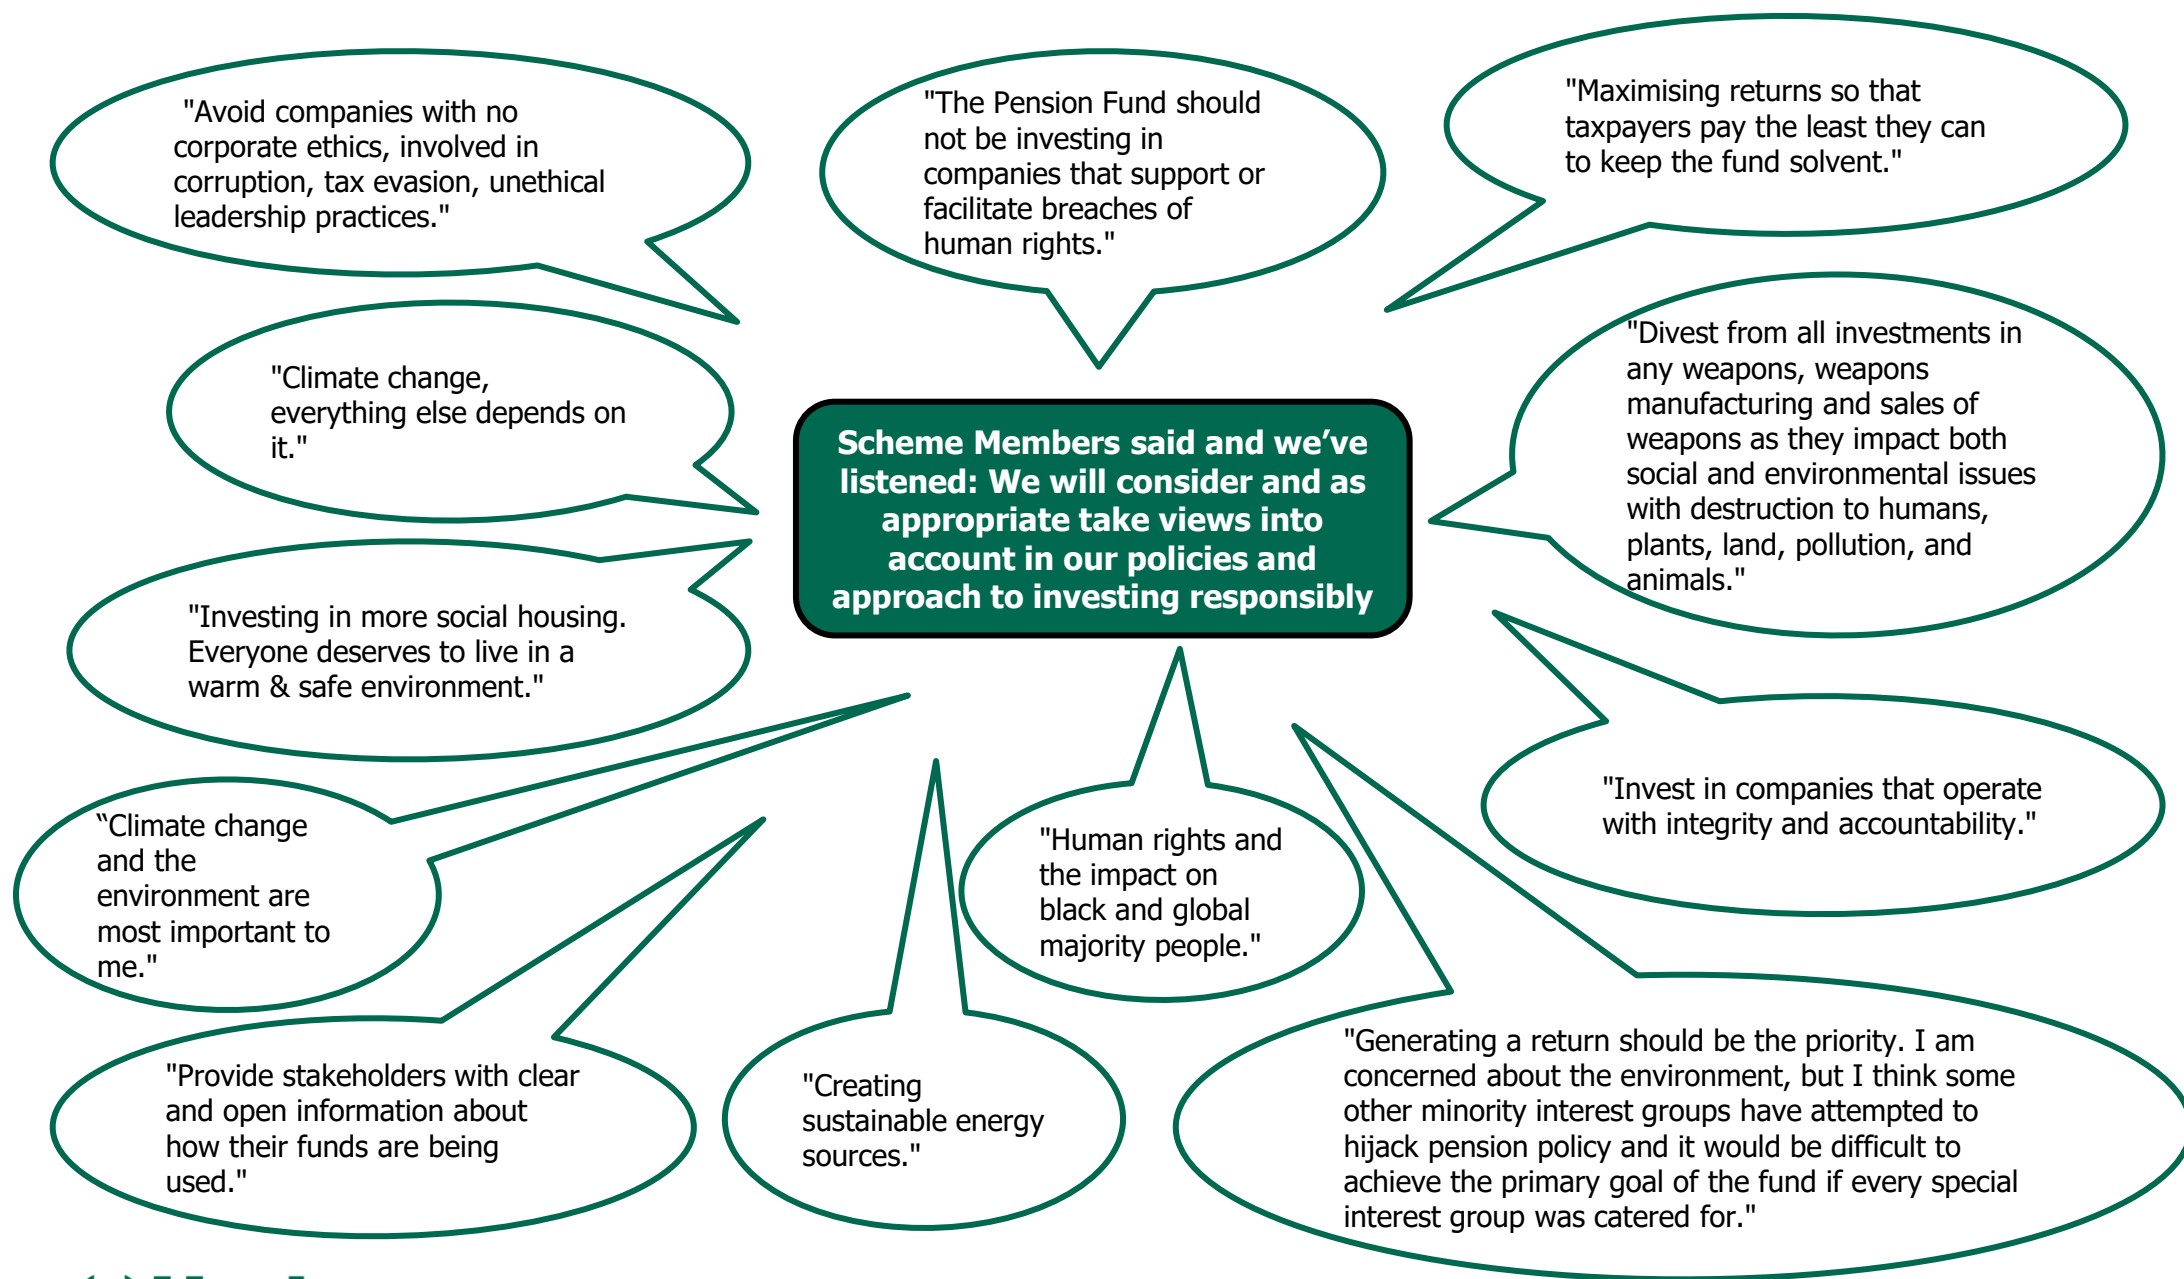 "Avoid companies with no
corporate ethics, involved in
corruption, tax evasion, unethical
leadership practices."
"The Pension Fund should
not be investing in
companies that support or
facilitate breaches of
human rights."
"Maximising returns so that
taxpayers pay the least they can
to keep the fund solvent."
"Climate change,
everything else depends on
it."
Scheme Members said and we've
listened: We will consider and as
appropriate take views into
account in our policies and
approach to investing responsibly
"Divest from all investments in
any weapons, weapons
manufacturing and sales of
weapons as they impact both
social and environmental issues
with destruction to humans,
plants, land, pollution, and
animals."
"Investing in more social housing.
Everyone deserves to live in a
warm & safe environment."
"Invest in companies that operate
with integrity and accountability."
“Climate change
and the
environment are
most important to
me."
"Human rights and
the impact on
black and global
majority people."
"Provide stakeholders with clear
and open information about
how their funds are being
used."
"Creating
sustainable energy
sources."
"Generating a return should be the priority. I am
concerned about the environment, but I think some
other minority interest groups have attempted to
hijack pension policy and it would be difficult to
achieve the primary goal of the fund if every special
interest group was catered for."